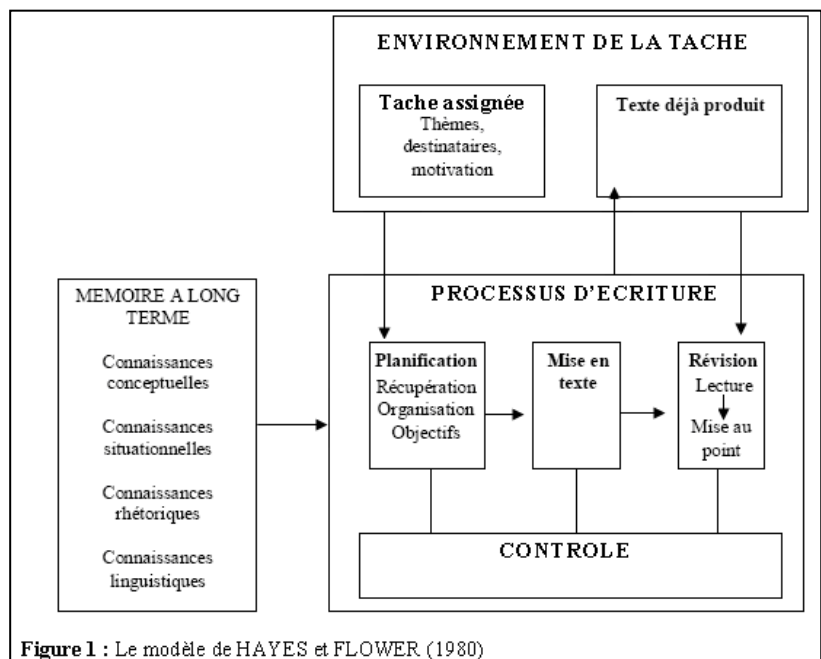 ENVIRONNEMENT DE LA TACHE
Tache assignée
Thèmes,
destinataires,
motivation
Texte déjà produit
MEMOIRE A LONG
TERME
Connaissances
conceptuelles
Connaissances
situationnelles
Connaissances
rhétoriques
Connaissances
linguistiques
PROCESSUS D'ECRITURE
Planification
Récupération
Organisation
Objectifs
Mise en
texte
Révision
Lecture
Mise au
point
CONTROLE
Figure 1 : Le modèle de HAYES et FLOWER (1980)